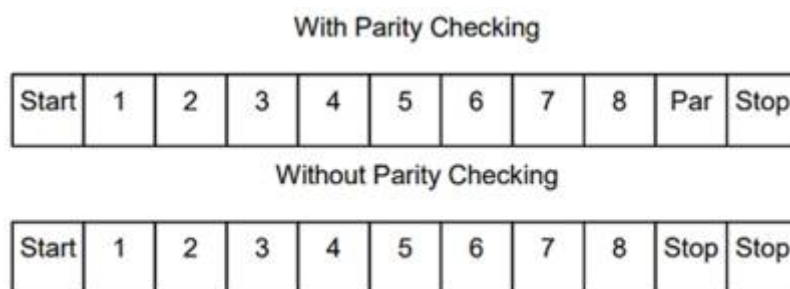 With Parity Checking
Start 1 2 3 4 5 6 7 8 Par Stop
Without Parity Checking
Start 1 2 3 4 5 6 7 8 Stop Stop